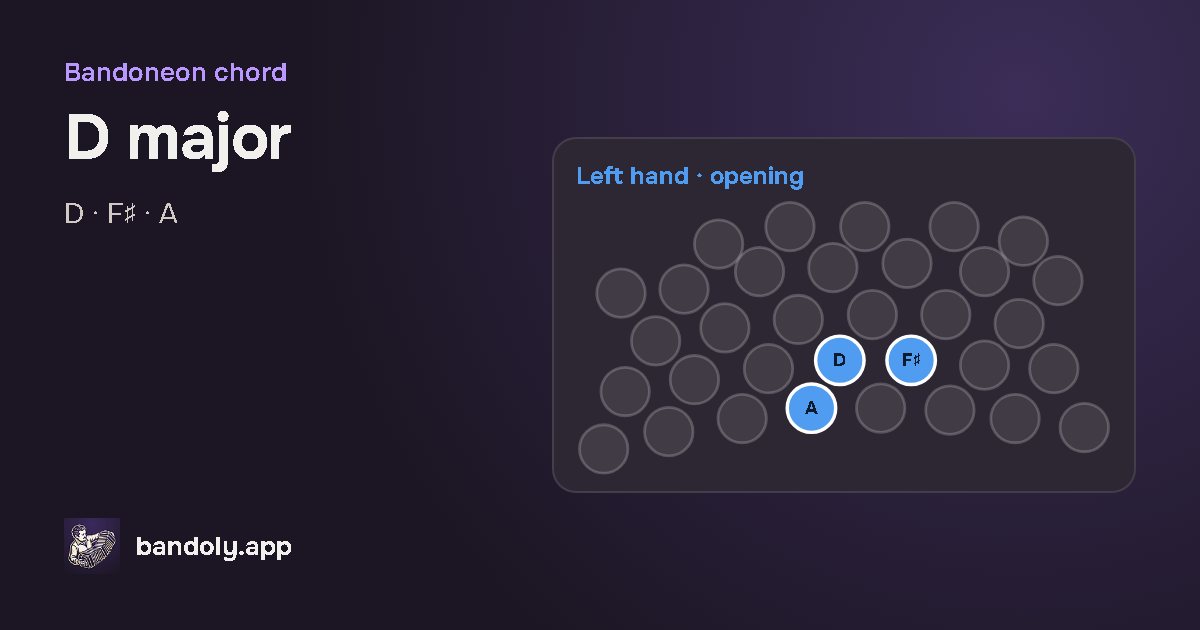 Bandoneon chord
D major
D · F♯ · A
Left hand · opening
D
F♯
A
bandoly.app